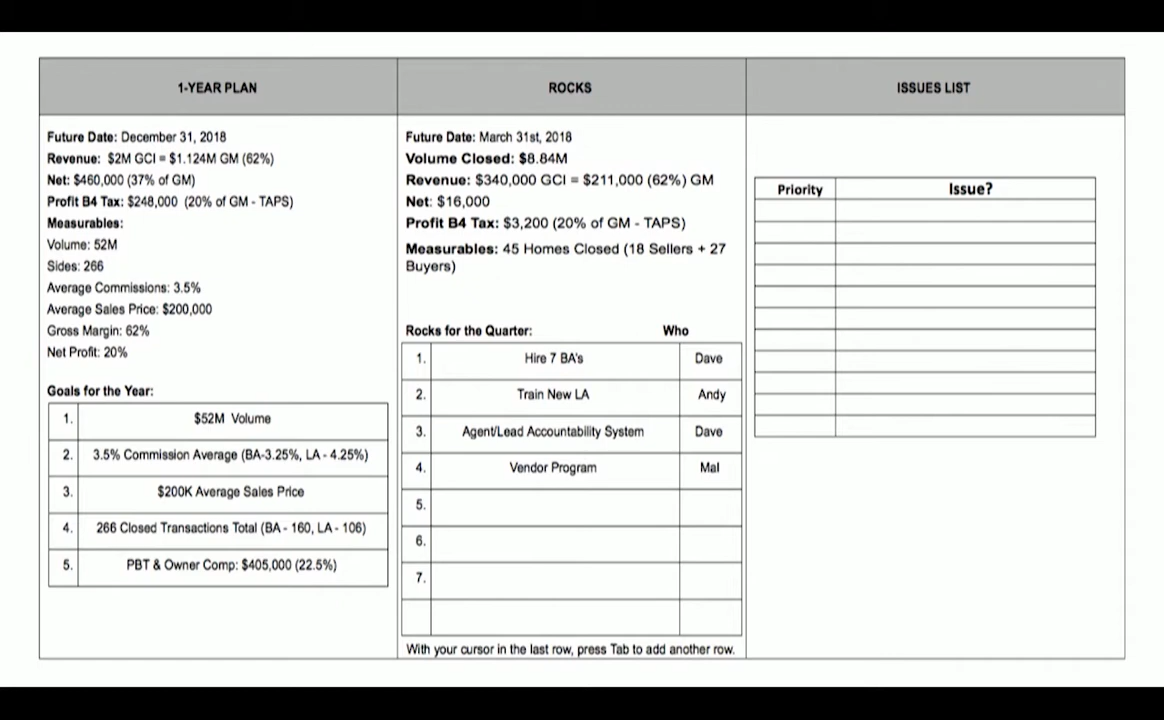 1-YEAR PLAN
Future Date: December 31, 2018
Revenue: $2M GCI = $1.124M GM (62%)
Net: $460,000 (37% of GM)
Profit B4 Tax: $248,000 (20% of GM - TAPS)
Measurables:
Volume: 52M
Sides: 266
Average Commissions: 3.5%
Average Sales Price: $200,000
Gross Margin: 62%
Net Profit: 20%
Goals for the Year:
1. $52M Volume
2. 3.5% Commission Average (BA-3.25%, LA - 4.25%)
3. $200K Average Sales Price
4. 266 Closed Transactions Total (BA - 160, LA - 106)
5. PBT & Owner Comp: $405,000 (22.5%)
ROCKS
Future Date: March 31st, 2018
Volume Closed: $8.84M
Revenue: $340,000 GCI = $211,000 (62%) GM
Net: $16,000
Profit B4 Tax: $3,200 (20% of GM - TAPS)
Measurables: 45 Homes Closed (18 Sellers + 27
Buyers)
Rocks for the Quarter: Who
1. Hire 7 BA's Dave
2. Train New LA Andy
3. Agent/Lead Accountability System Dave
4. Vendor Program Mal
5.
6.
7.
With your cursor in the last row, press Tab to add another row.
ISSUES LIST
Priority Issue?